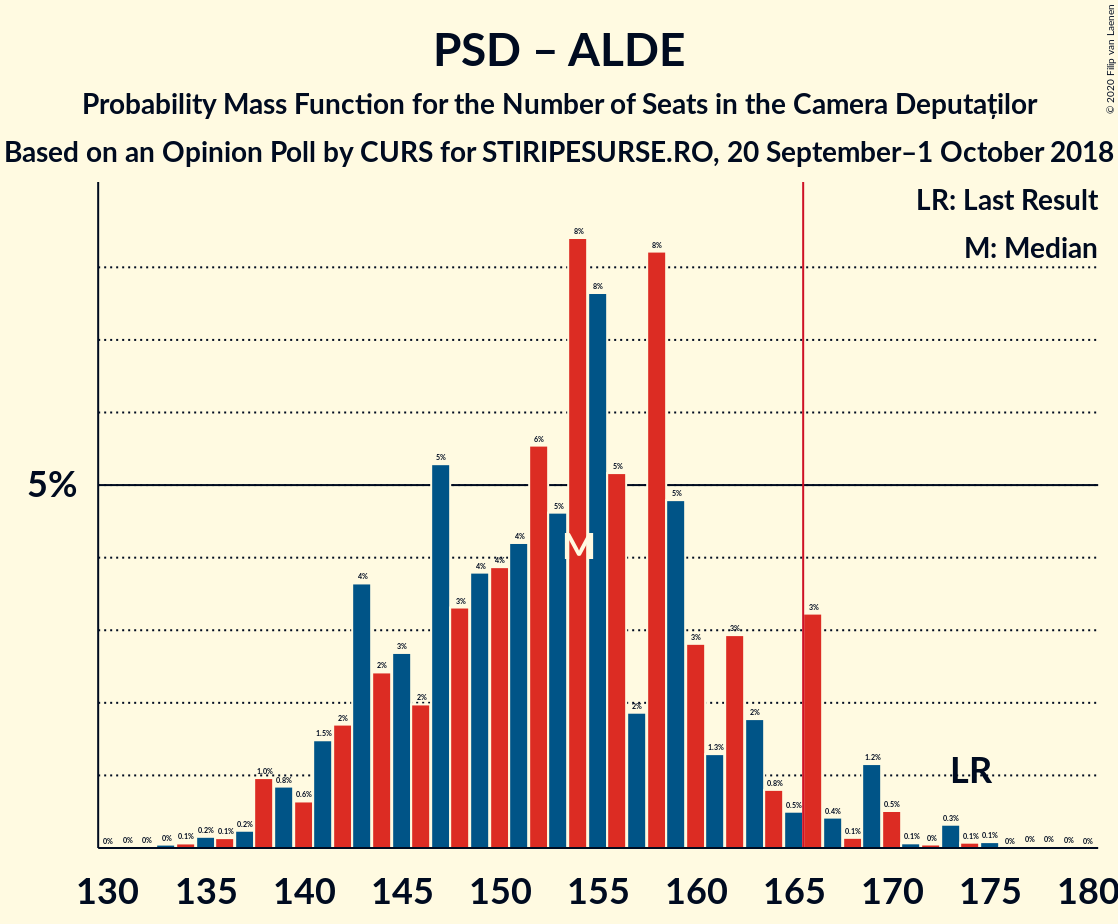 PSD – ALDE
Probability Mass Function for the Number of Seats in the Camera Deputaților
Based on an Opinion Poll by CURS for STIRIPESURSE.RO, 20 September–1 October 2018
© 2020 Filip van Laenen
LR: Last Result
M: Median
5%
0% 0% 0% 0% 0.1% 0.2% 0.1% 0.2% 1.0% 0.8% 0.6% 1.5% 2% 4% 2% 3% 2% 5% 3% 4% 4% 4% 6% 5% 8% 8% 5% 2% 8% 5% 3% 1.3% 3% 2% 0.8% 0.5% 3% 0.4% 0.1% 1.2% 0.5% 0.1% 0% 0.3% 0.1% 0.1% 0% 0% 0% 0% 0%
M
LR
130 135 140 145 150 155 160 165 170 175 180